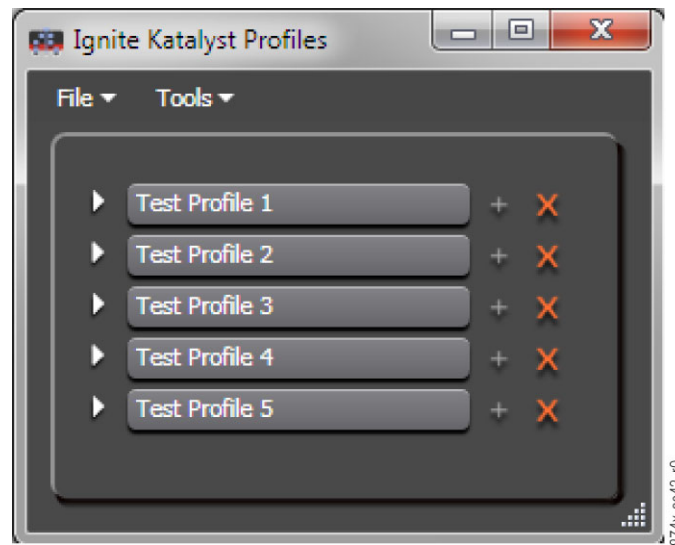 Ignite Katalyst Profiles
File Tools
Test Profile 1
Test Profile 2
Test Profile 3
Test Profile 4
Test Profile 5